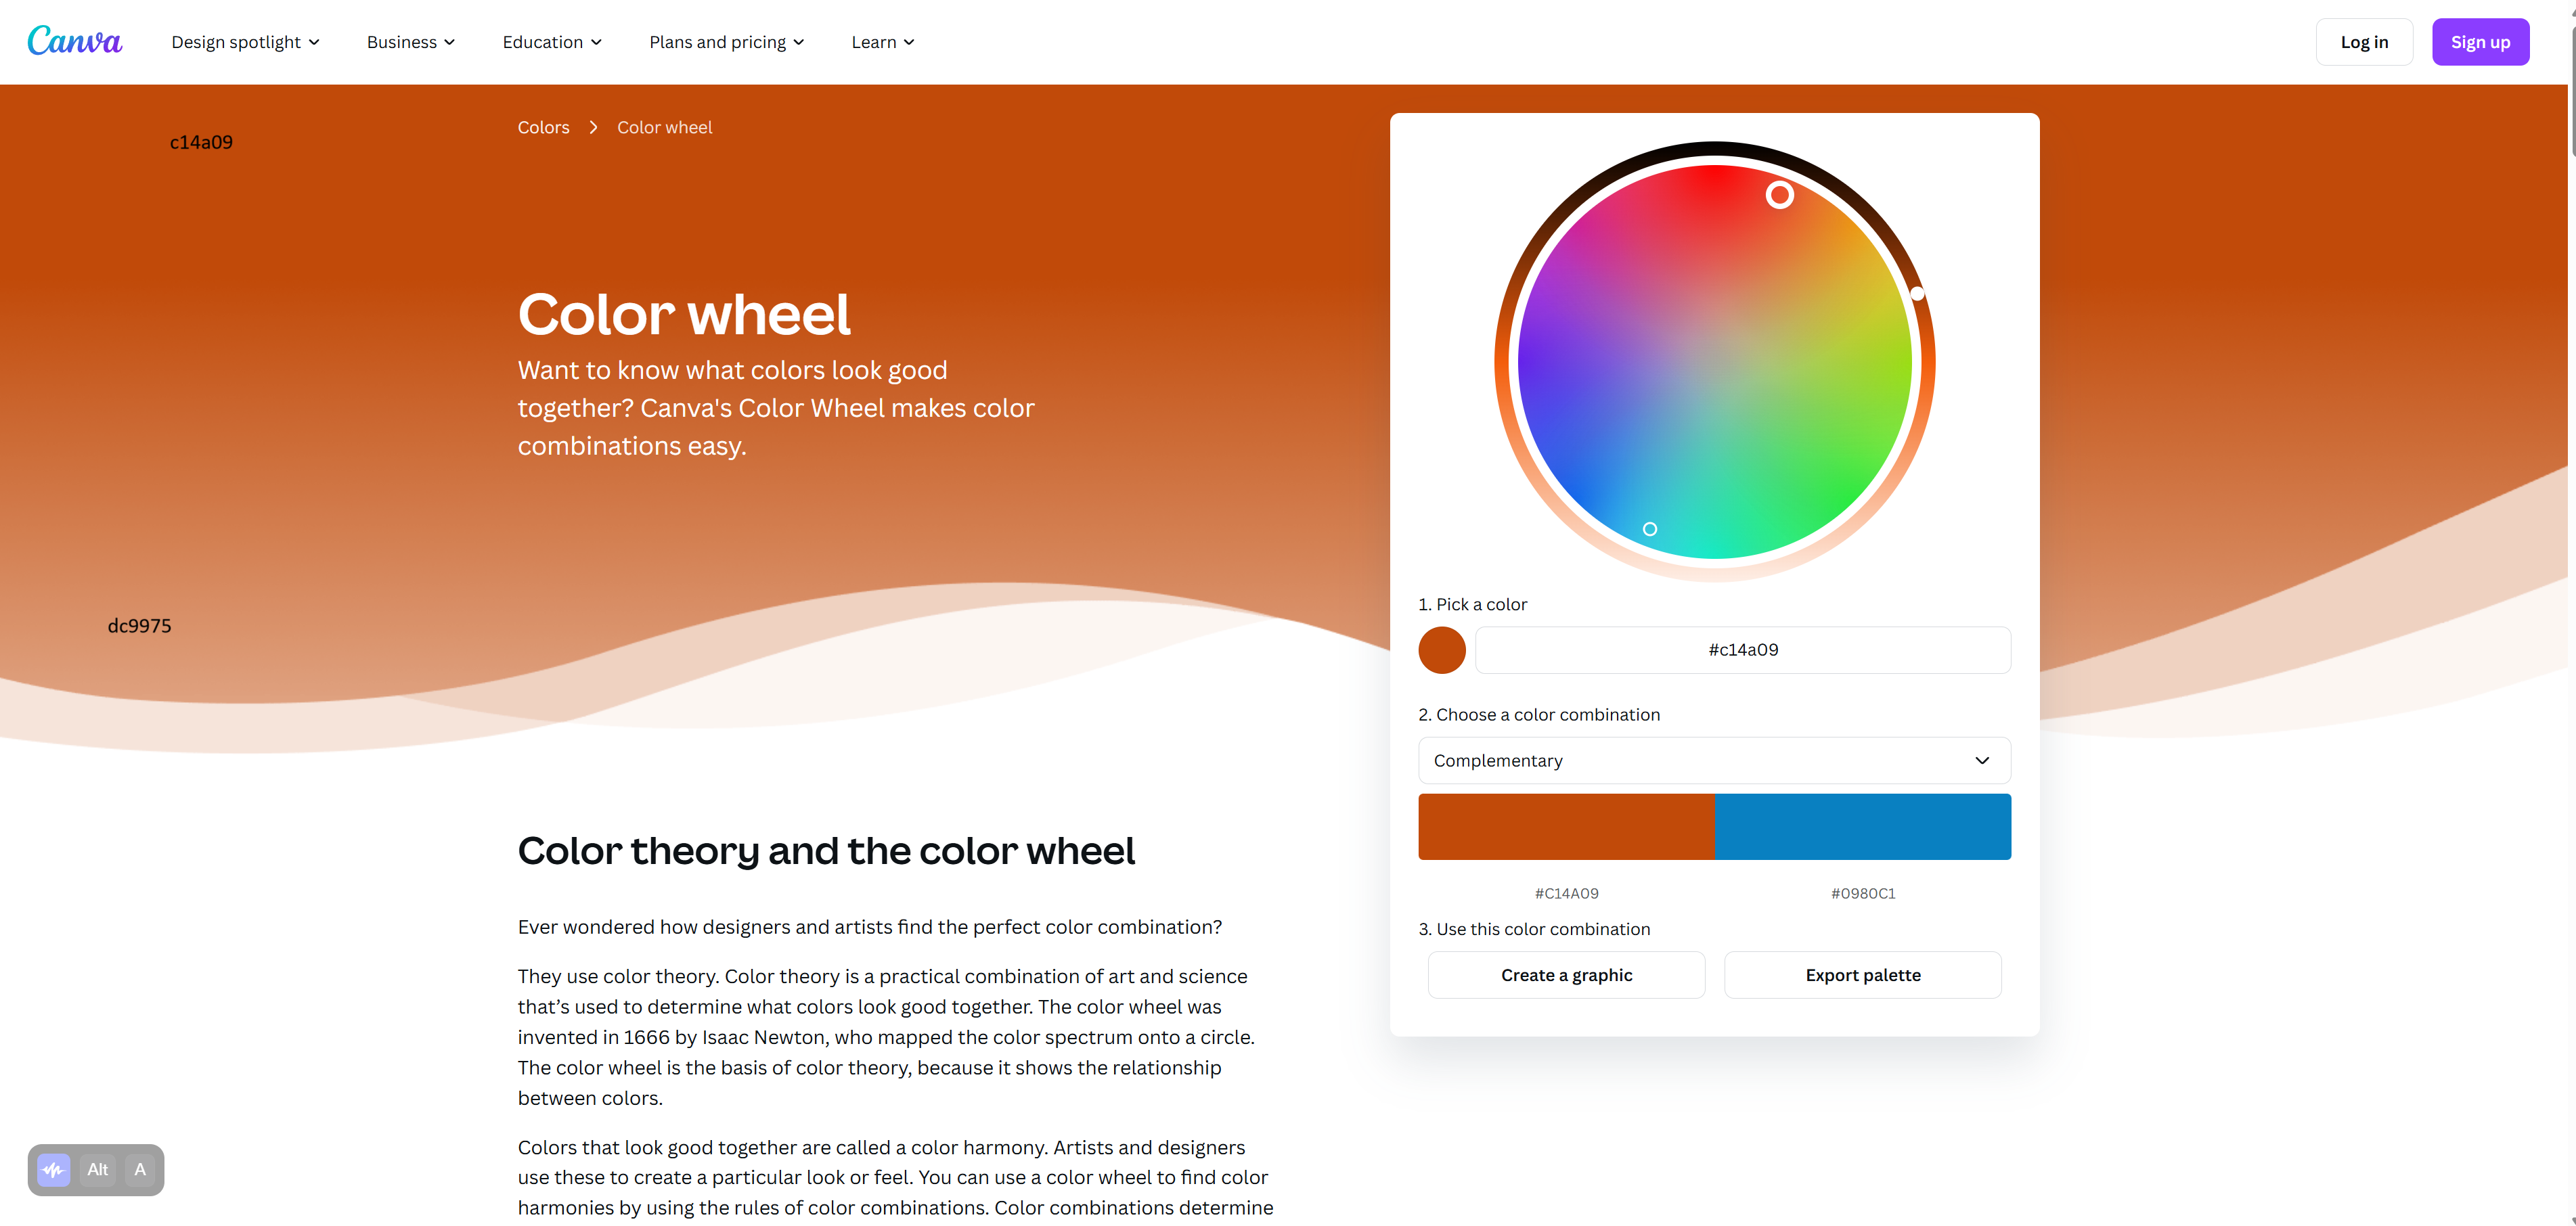 Canva
Design spotlight
Business
Education
Plans and pricing
Learn
Log in
Sign up
Colors
Color wheel
c14a09
Color wheel
Want to know what colors look good
together? Canva's Color Wheel makes color
combinations easy.
dc9975
1. Pick a color
#c14a09
2. Choose a color combination
Complementary
#C14A09
#0980C1
3. Use this color combination
Create a graphic
Export palette
Color theory and the color wheel
Ever wondered how designers and artists find the perfect color combination?
They use color theory. Color theory is a practical combination of art and science
that’s used to determine what colors look good together. The color wheel was
invented in 1666 by Isaac Newton, who mapped the color spectrum onto a circle.
The color wheel is the basis of color theory, because it shows the relationship
between colors.
Colors that look good together are called a color harmony. Artists and designers
use these to create a particular look or feel. You can use a color wheel to find color
harmonies by using the rules of color combinations. Color combinations determine
Alt
A